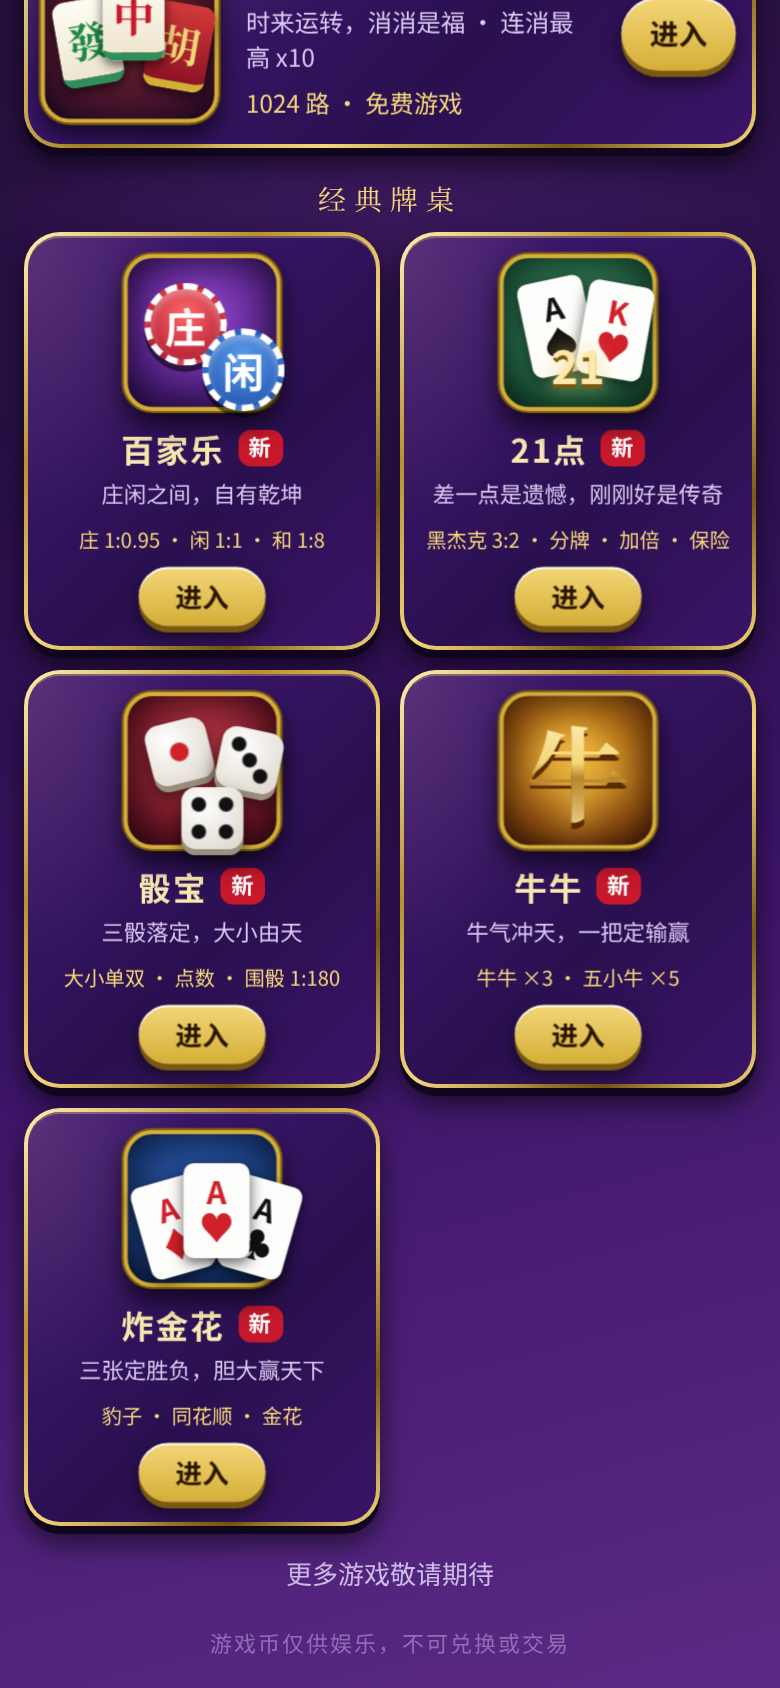 發
中
胡
时来运转，消消是福 · 连消最
高 x10
1024 路 · 免费游戏
进入
经典牌桌
庄
闲
百家乐 新
庄闲之间，自有乾坤
庄 1:0.95 · 闲 1:1 · 和 1:8
进入
A
K
21
21点 新
差一点是遗憾，刚刚好是传奇
黑杰克 3:2 · 分牌 · 加倍 · 保险
进入
骰宝 新
三骰落定，大小由天
大小单双 · 点数 · 围骰 1:180
进入
牛
牛牛 新
牛气冲天，一把定输赢
牛牛 ×3 · 五小牛 ×5
进入
A
A
A
炸金花 新
三张定胜负，胆大赢天下
豹子 · 同花顺 · 金花
进入
更多游戏敬请期待
游戏币仅供娱乐，不可兑换或交易